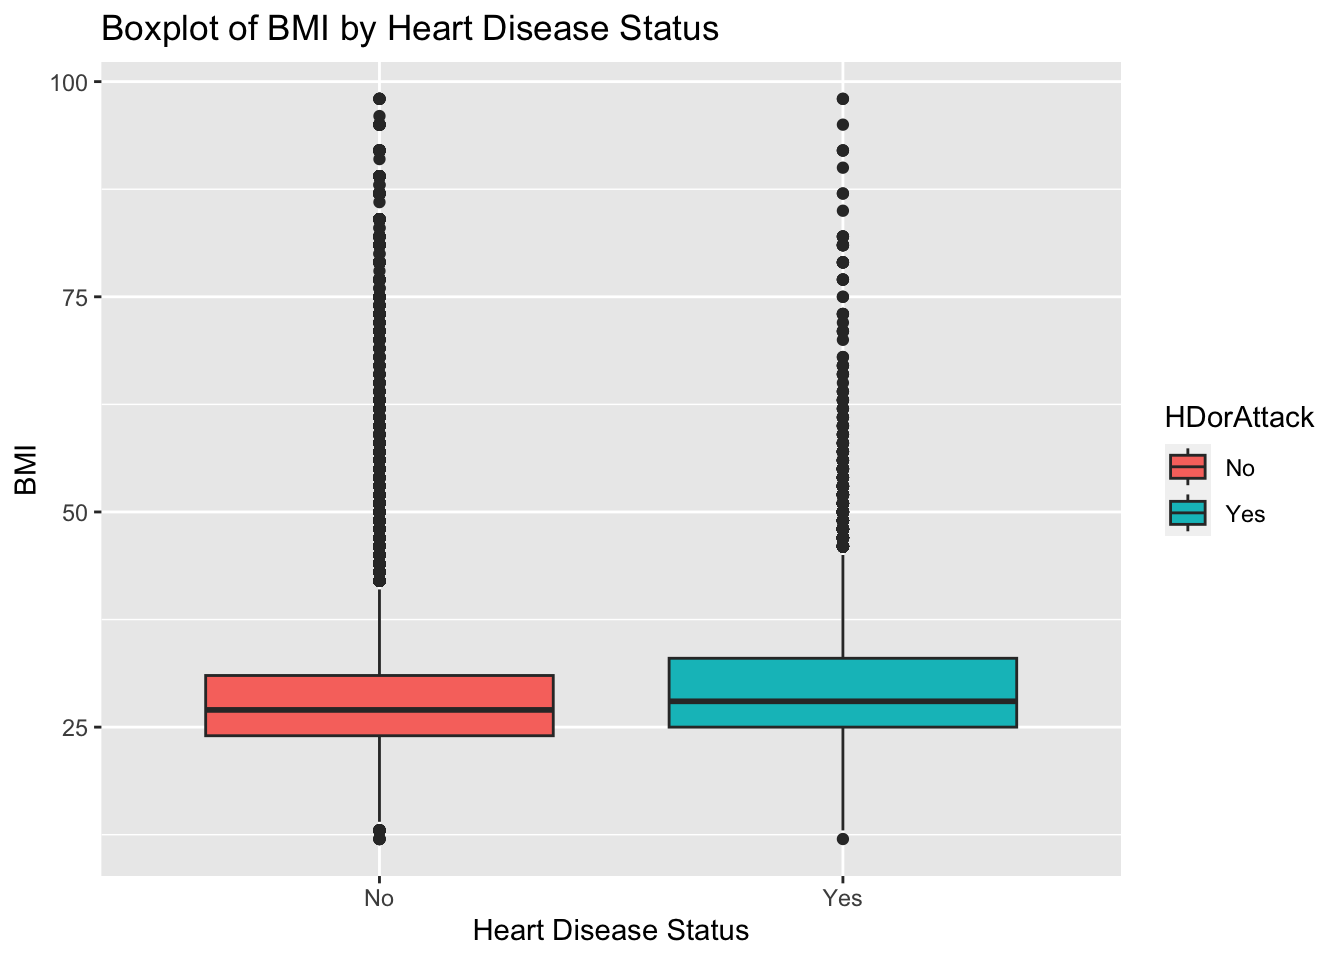 Boxplot of BMI by Heart Disease Status
100
75
50
25
BMI
No
Yes
Heart Disease Status
HDorAttack
No
Yes